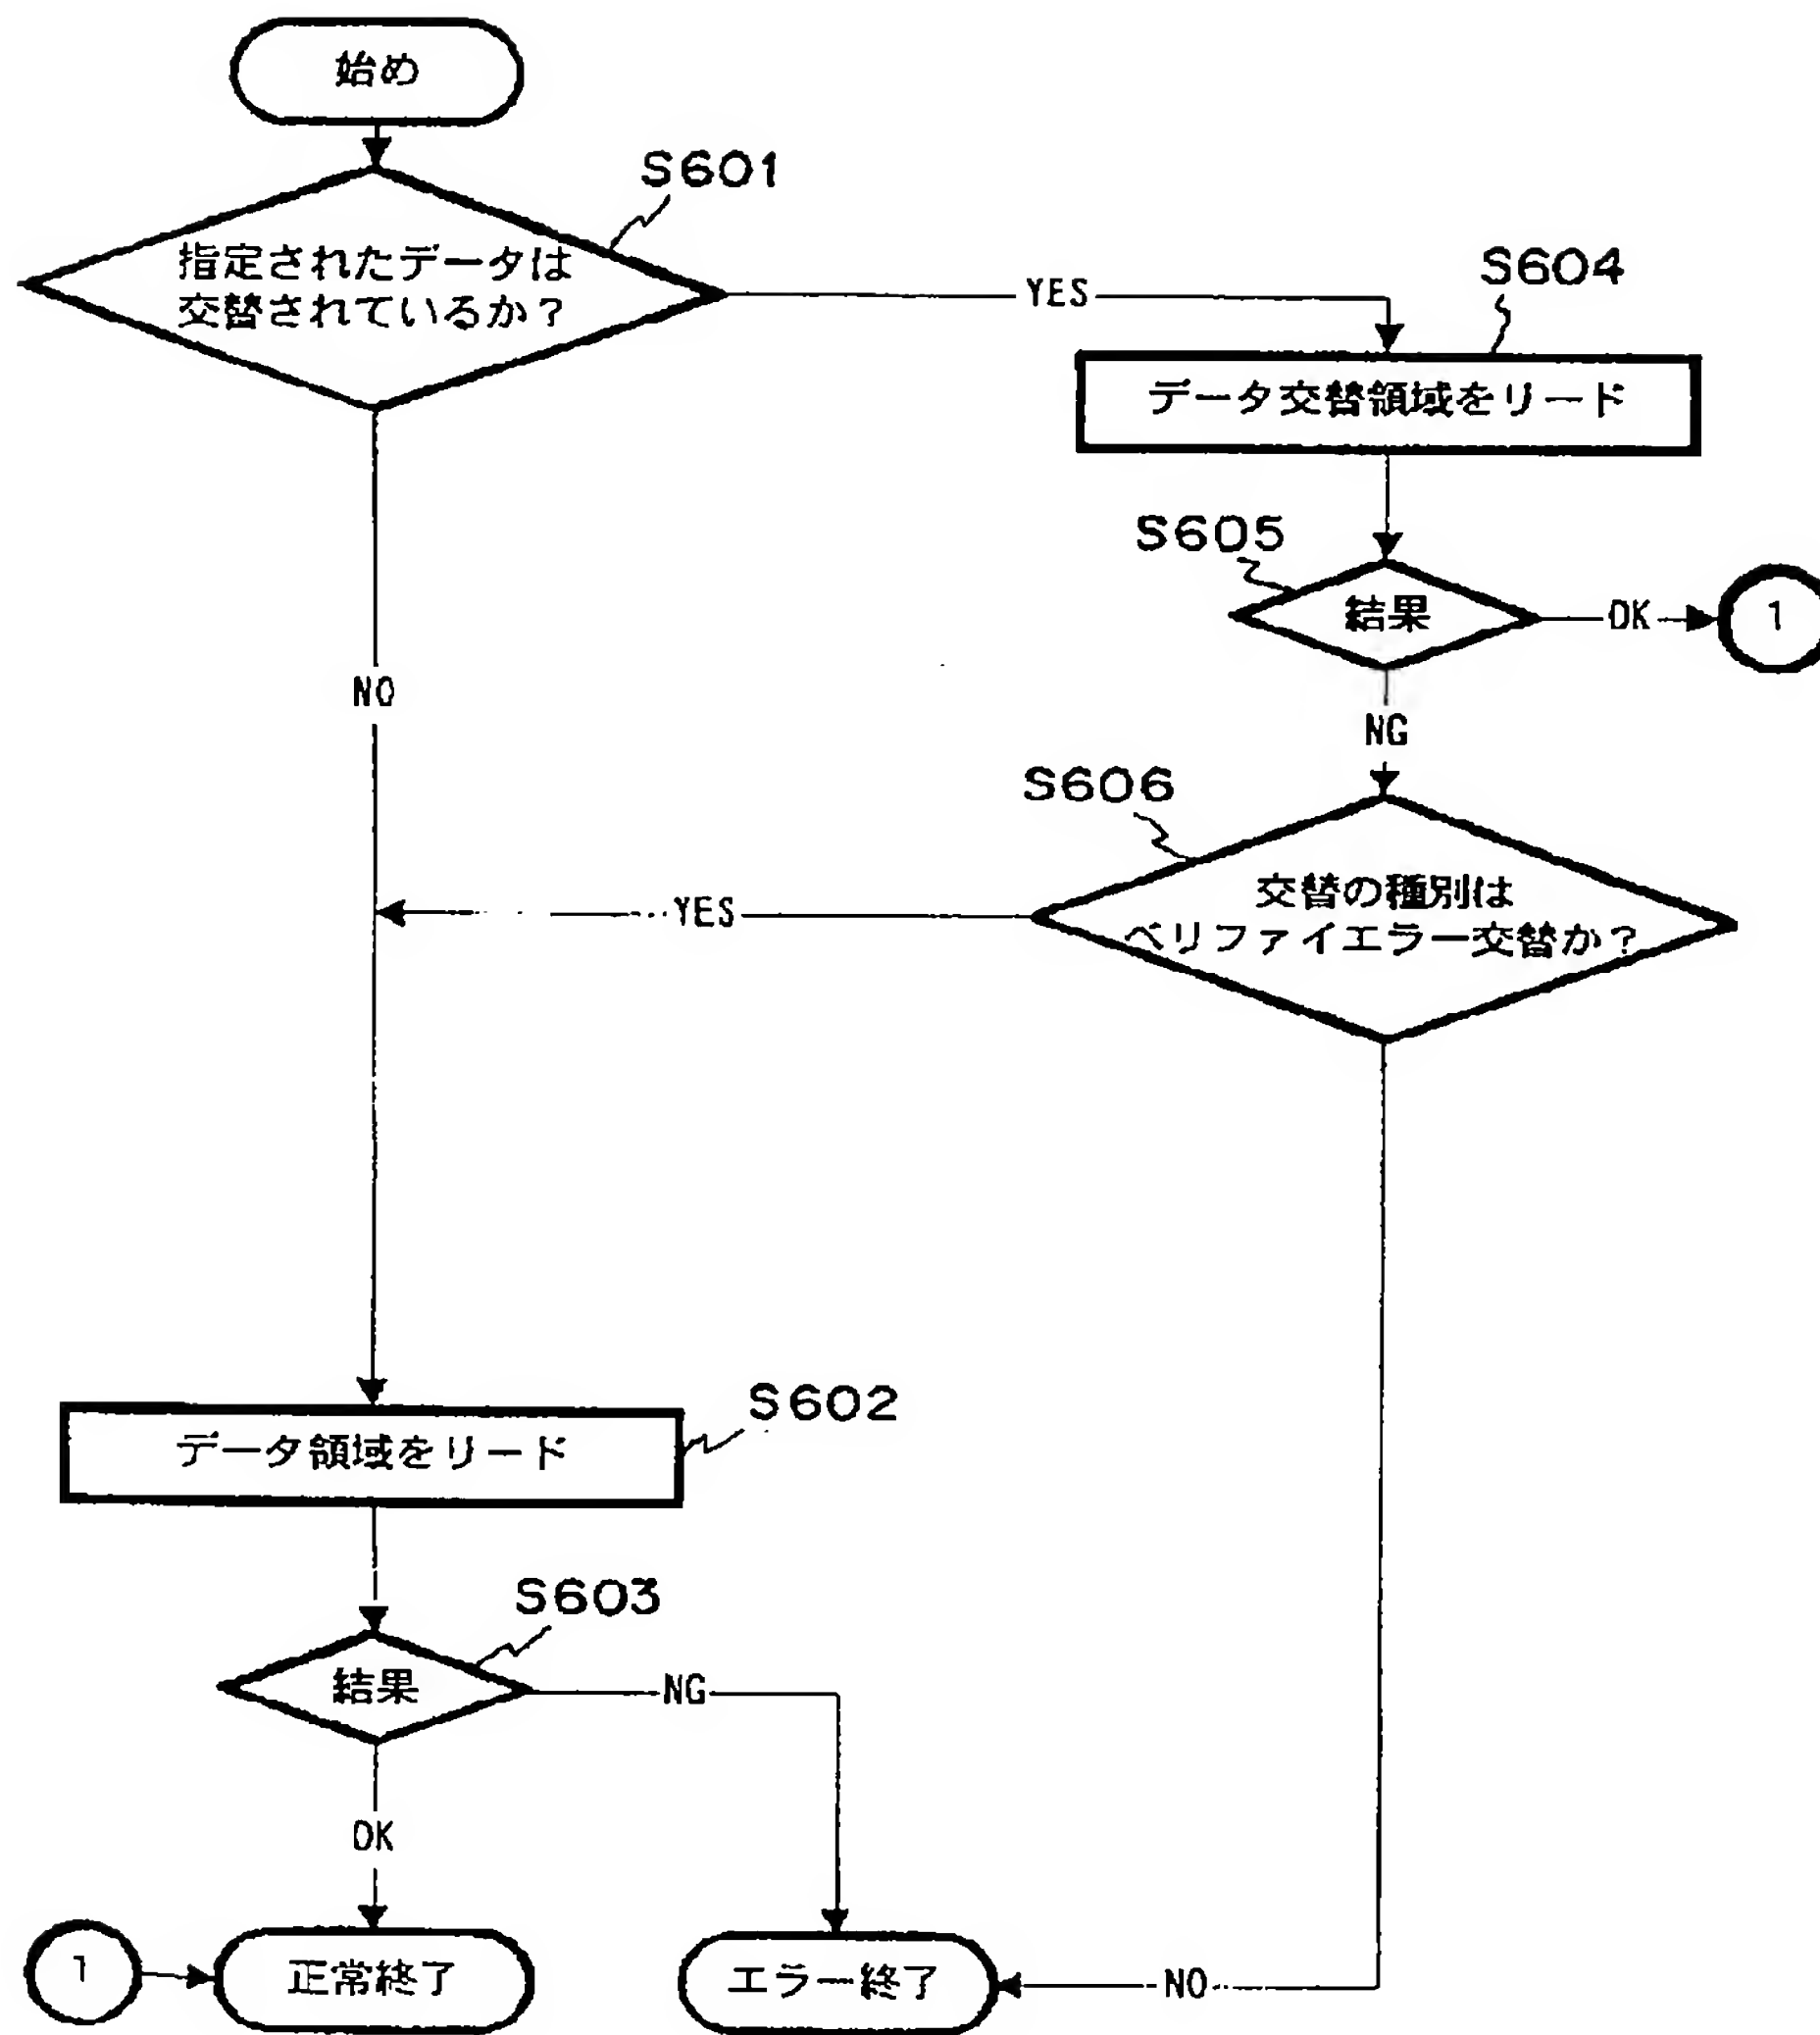 始め
S601
指定されたデータは
交替されているか?
YES
S604
データ交替領域をリード
S605
結果
OK
1
NO
NG
S606
交替の種別は
ベリファイエラー交替か?
YES
S602
データ領域をリード
S603
結果
NG
OK
1
正常終了
エラー終了
NO